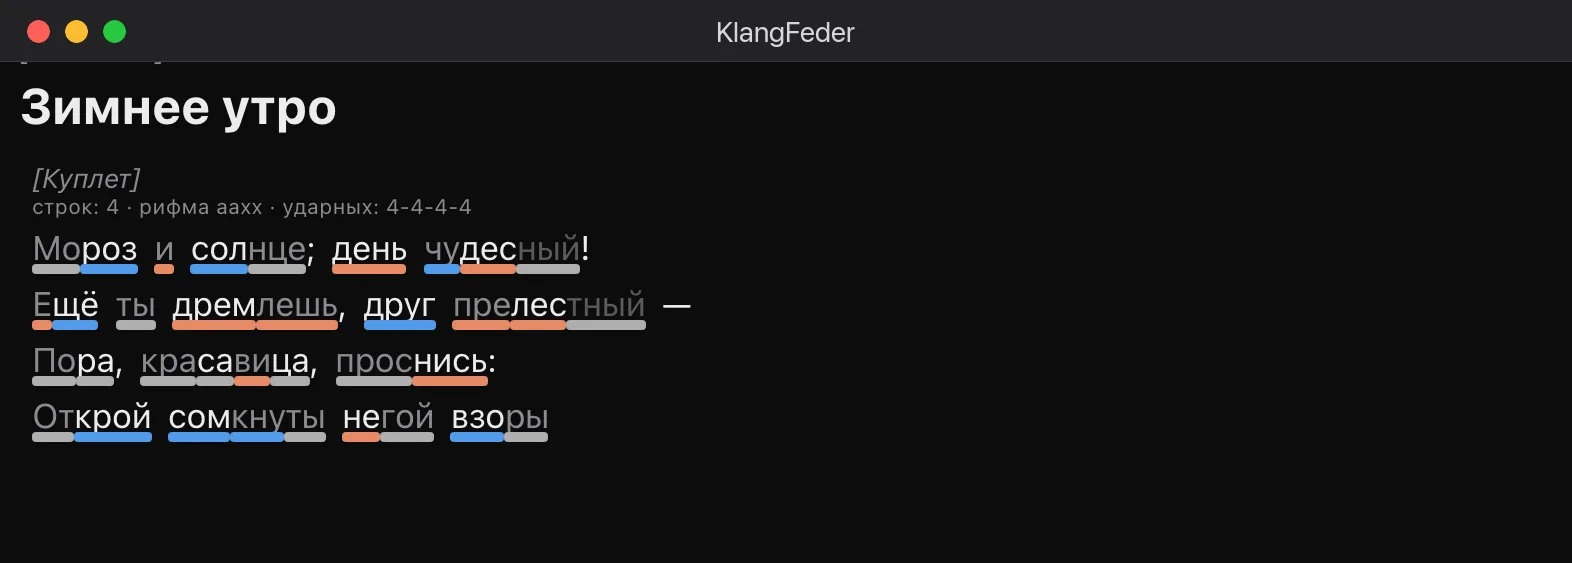 KlangFeder
Зимнее утро
[Куплет]
строк: 4 · рифма aaxx · ударных: 4-4-4-4
Мороз и солнце; день чудесный!
Ещё ты дремлешь, друг прелестный —
Пора, красавица, проснись:
Открой сомкнуты негой взоры